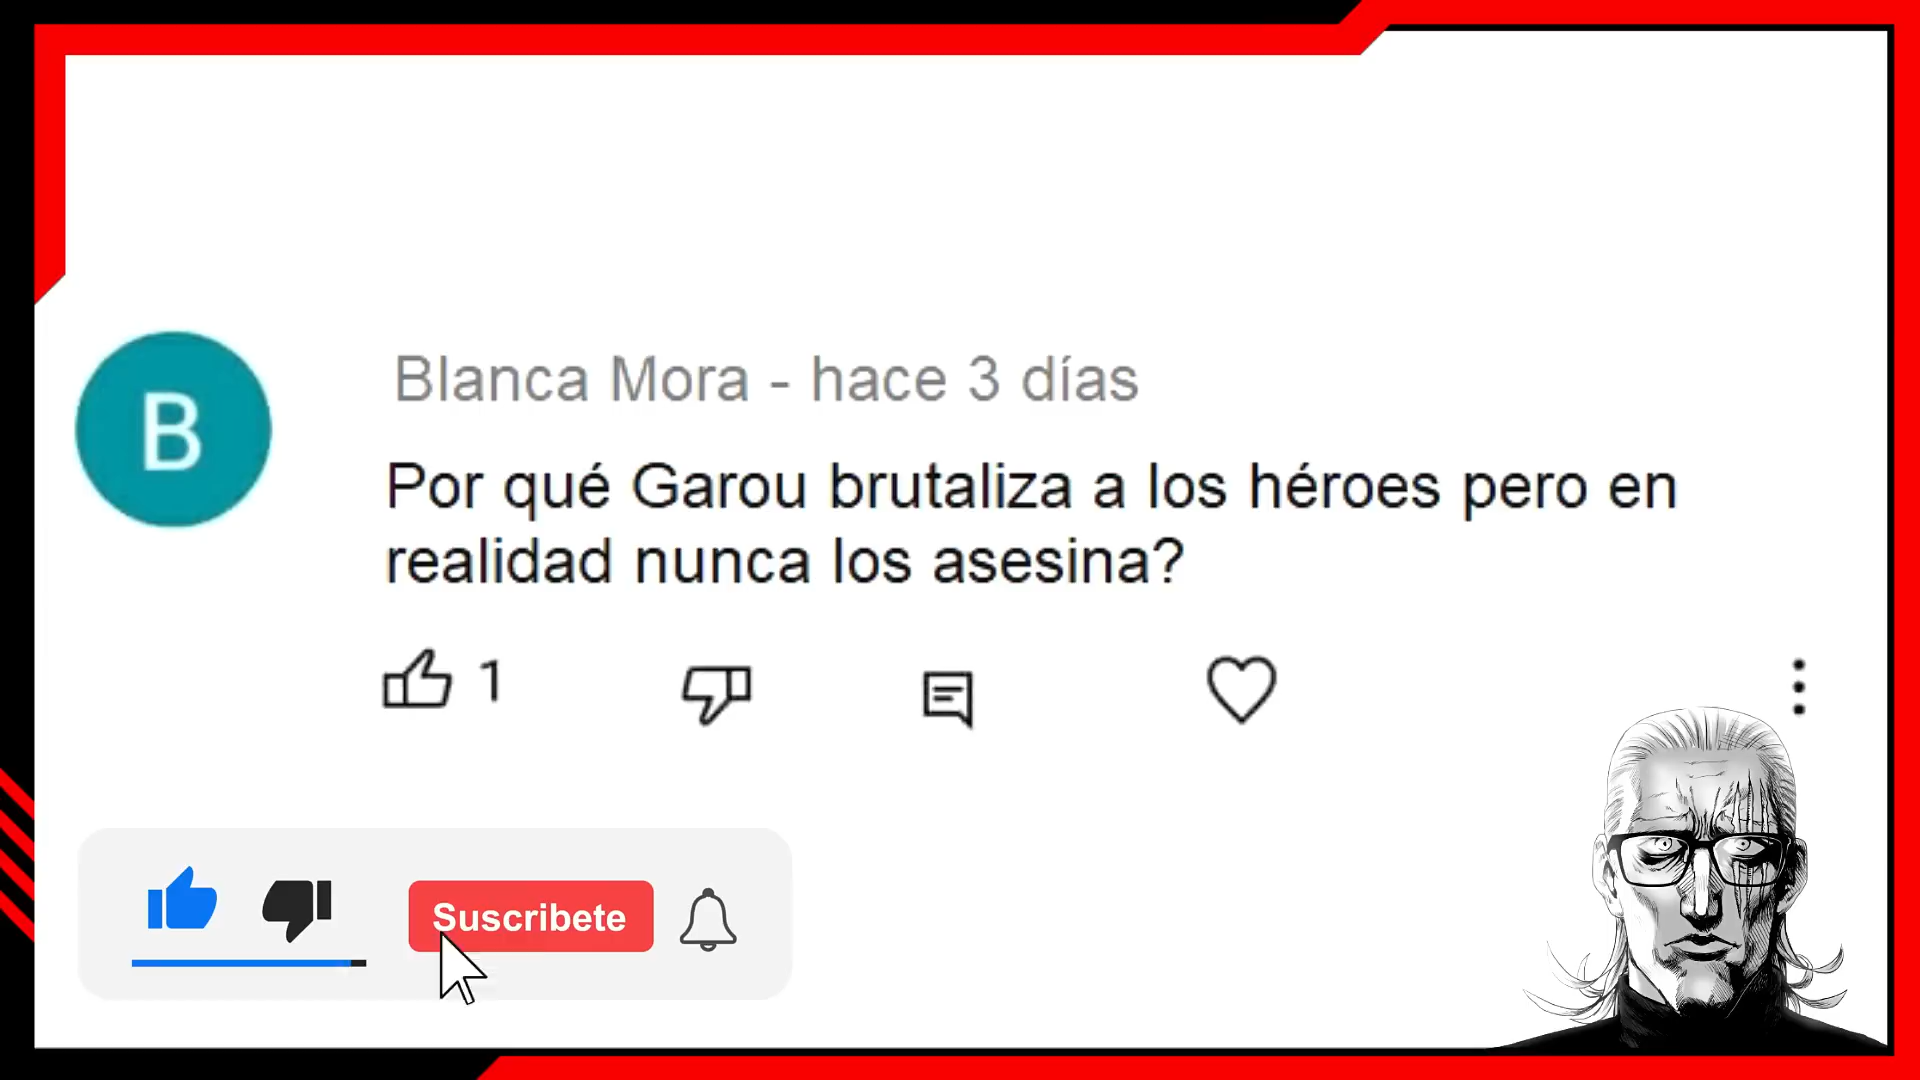 B
Blanca Mora - hace 3 días
Por qué Garou brutaliza a los héroes pero en
realidad nunca los asesina?
1
Suscribete